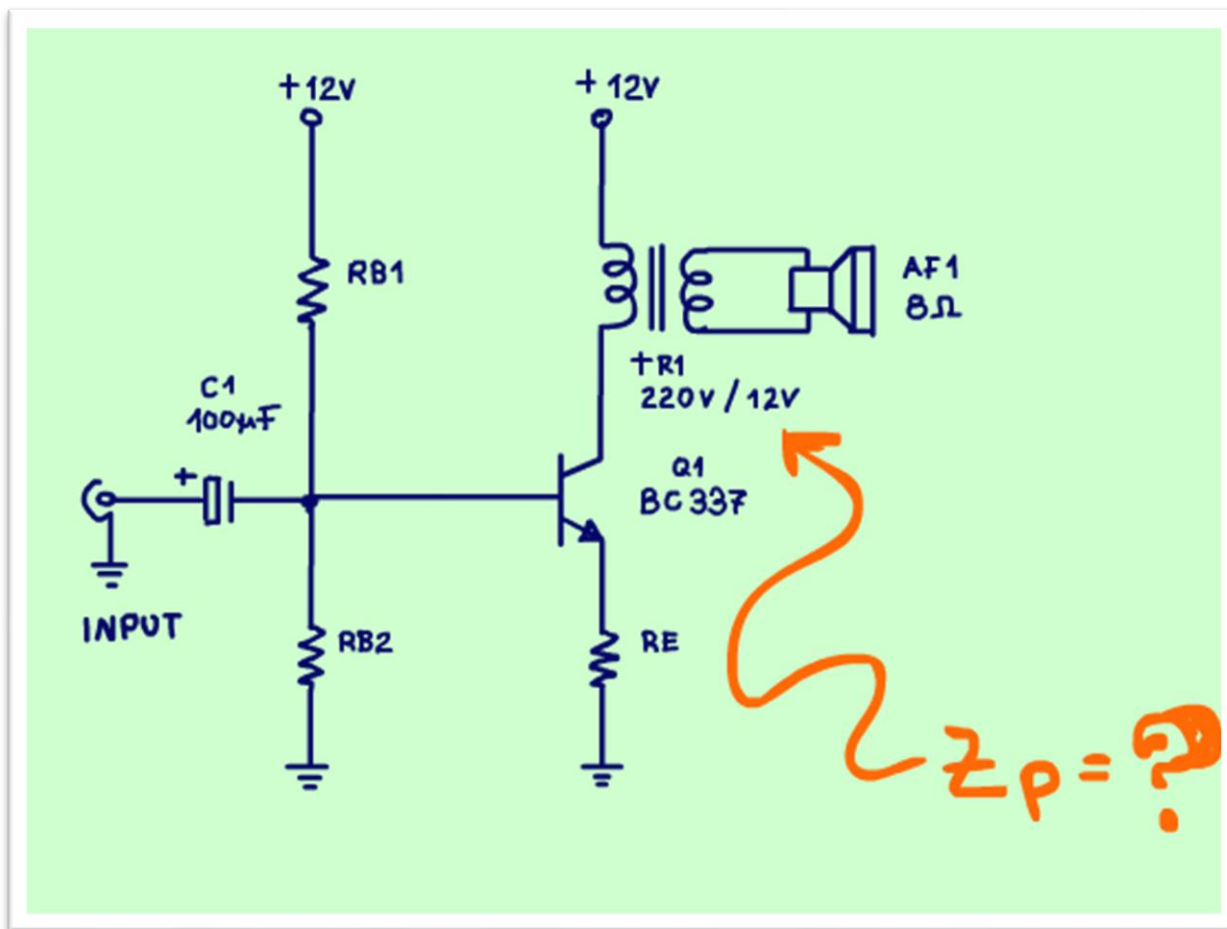 +12V
+12V
RB1
AF1
8Ω
TR1
220V/12V
C1
100µF
+
Q1
BC337
INPUT
RB2
RE
Zp=?